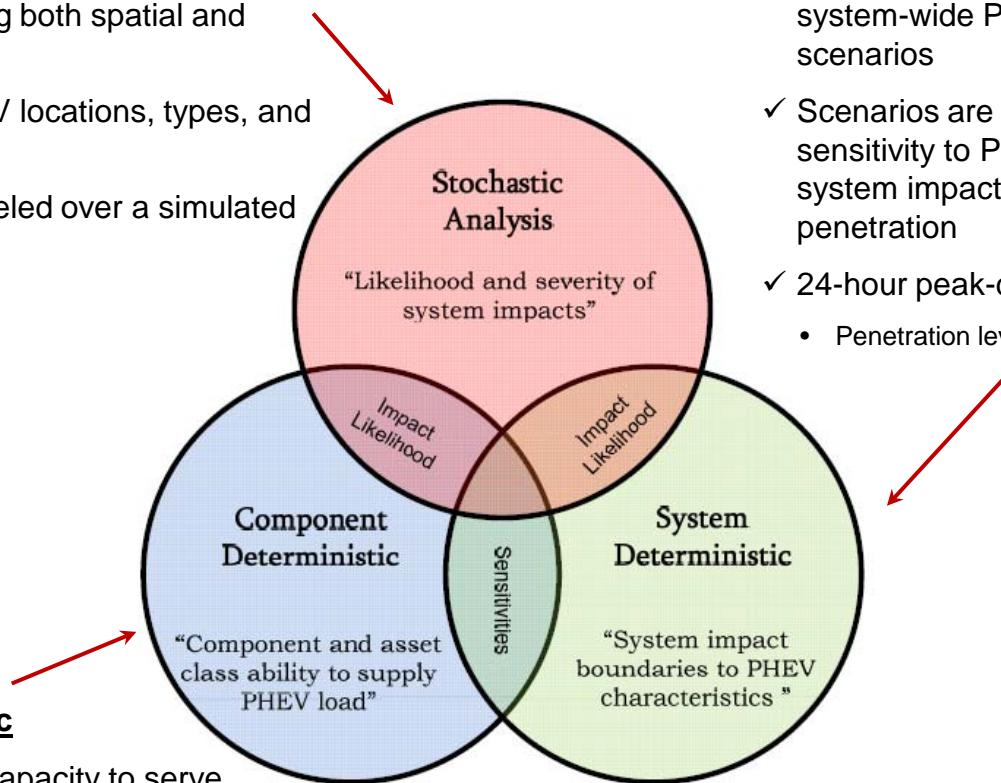 g both spatial and
V locations, types, and
eled over a simulated
system-wide P
scenarios
✓ Scenarios are
sensitivity to P
system impact
penetration
✓ 24-hour peak-
• Penetration lev
Stochastic
Analysis
“Likelihood and severity of
system impacts”
Impact
Likelihood
Impact
Likelihood
Component
Deterministic
“Component and asset
class ability to supply
PHEV load”
Sensitivities
System
Deterministic
“System impact
boundaries to PHEV
characteristics ”
c
apacity to serve